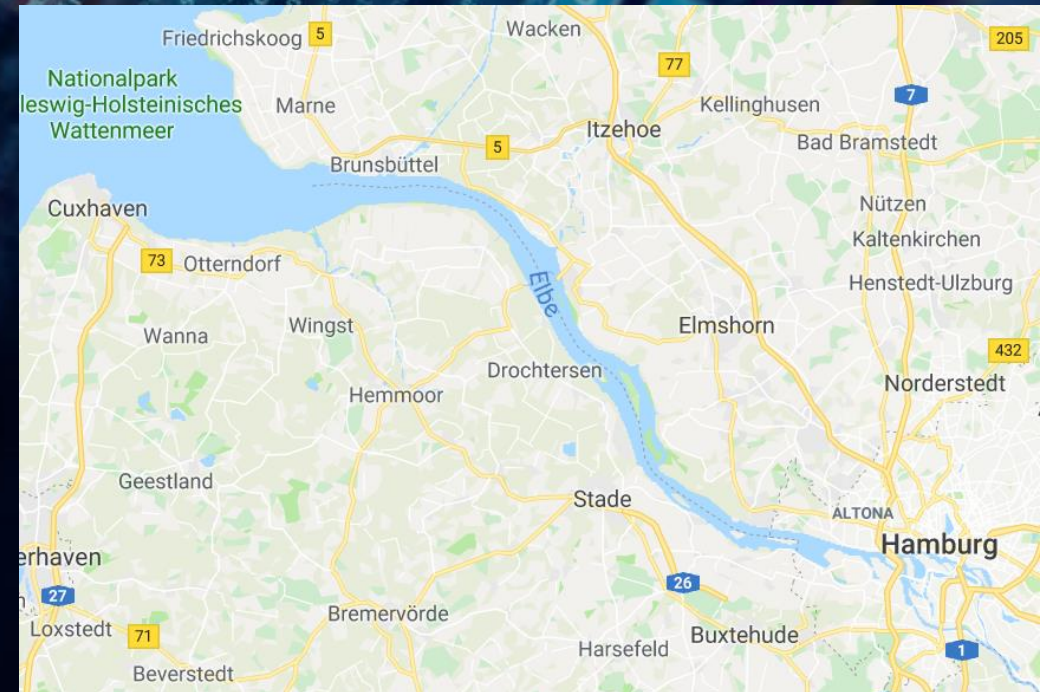 Friedrichskoog
5
Wacken
205
77
Nationalpark
leswig-Holsteinisches
Wattenmeer
7
Marne
Kellinghusen
Itzehoe
5
Bad Bramstedt
Brunsbüttel
Cuxhaven
Nützen
Kaltenkirchen
73
Otterndorf
Henstedt-Ulzburg
Elbe
Wanna
Wingst
Elmshorn
432
Drochtersen
Norderstedt
Hemmoor
Geestland
Stade
ALTONA
Hamburg
erhaven
26
27
Bremervörde
Loxstedt
71
Buxtehude
Harsefeld
1
Beverstedt